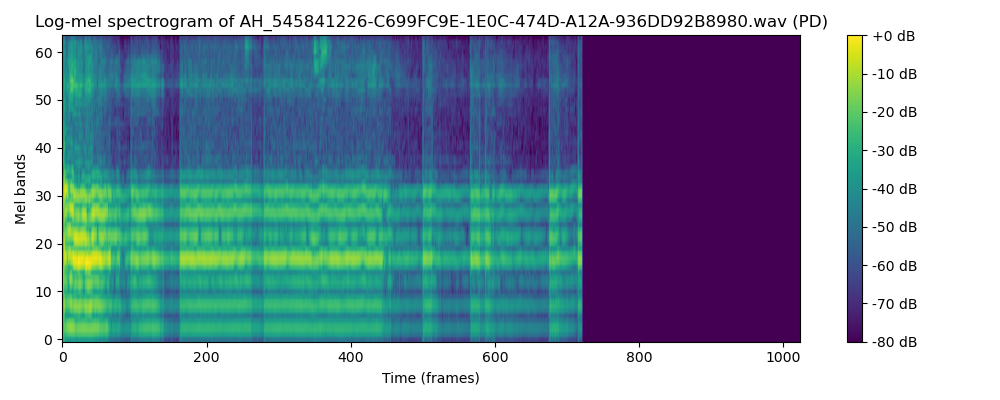 Log-mel spectrogram of AH_545841226-C699FC9E-1E0C-474D-A12A-936DD92B8980.wav (PD)
60
50
40
30
20
10
0
Mel bands
0
200
400
600
800
1000
Time (frames)
+0 dB
-10 dB
-20 dB
-30 dB
-40 dB
-50 dB
-60 dB
-70 dB
-80 dB